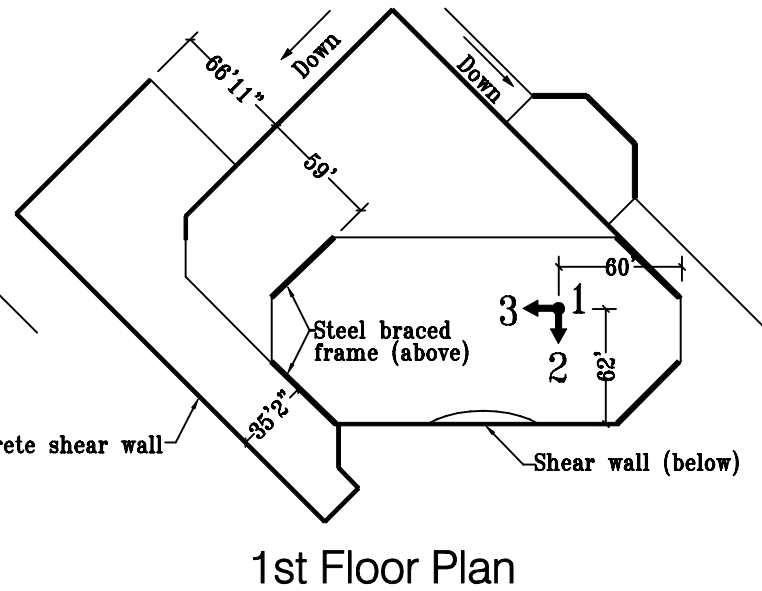 Down
Down
66'11"
59'
60'
3
1
2
62'
Steel braced
frame (above)
35'2"
rete shear wall
Shear wall (below)
1st Floor Plan